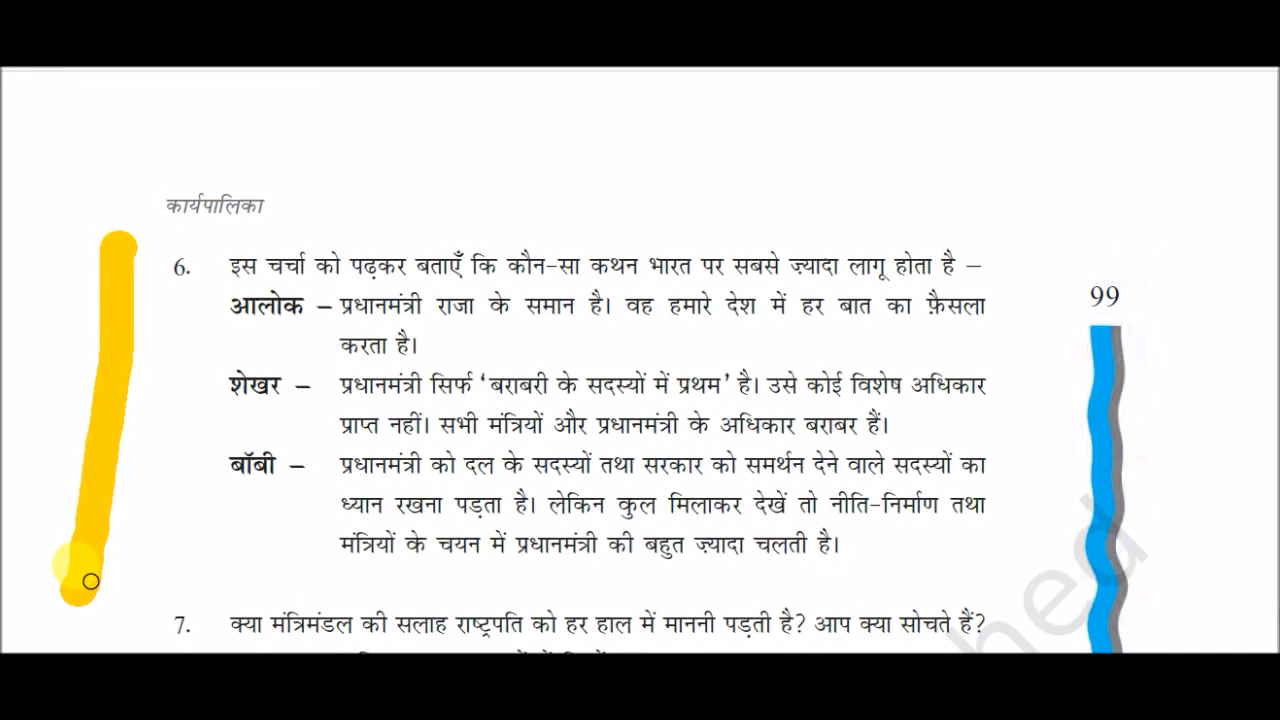 कार्यपालिका
6. इस चर्चा को पढ़कर बताएँ कि कौन-सा कथन भारत पर सबसे ज्यादा लागू होता है –
99
आलोक – प्रधानमंत्री राजा के समान है। वह हमारे देश में हर बात का फ़ैसला
करता है।
शेखर – प्रधानमंत्री सिर्फ 'बराबरी के सदस्यों में प्रथम' है। उसे कोई विशेष अधिकार
प्राप्त नहीं। सभी मंत्रियों और प्रधानमंत्री के अधिकार बराबर हैं।
बॉबी – प्रधानमंत्री को दल के सदस्यों तथा सरकार को समर्थन देने वाले सदस्यों का
ध्यान रखना पड़ता है। लेकिन कुल मिलाकर देखें तो नीति-निर्माण तथा
मंत्रियों के चयन में प्रधानमंत्री की बहुत ज़्यादा चलती है।
7. क्या मंत्रिमंडल की सलाह राष्ट्रपति को हर हाल में माननी पड़ती है? आप क्या सोचते हैं?
hed